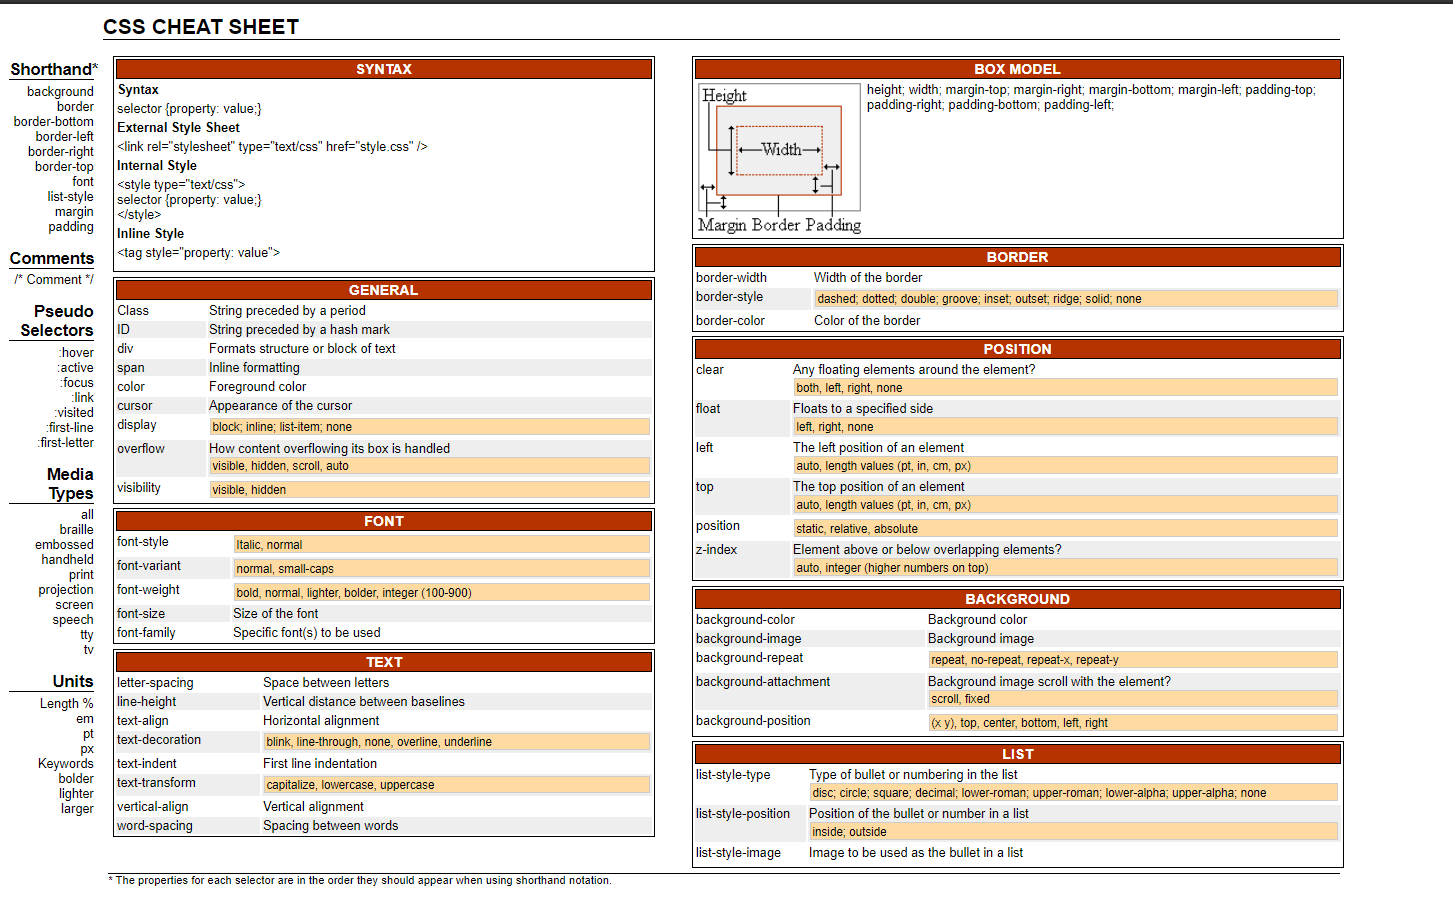 CSS CHEAT SHEET
Shorthand*
background
border
border-bottom
border-left
border-right
border-top
font
list-style
margin
padding
Comments
/* Comment */
Pseudo
Selectors
:hover
:active
:focus
:link
:visited
:first-line
:first-letter
Media
Types
all
braille
embossed
handheld
print
projection
screen
speech
tty
tv
Units
Length %
em
pt
px
Keywords
bolder
lighter
larger
SYNTAX
Syntax
selector {property: value;}
External Style Sheet
<link rel="stylesheet" type="text/css" href="style.css" />
Internal Style
<style type="text/css">
selector {property: value;}
</style>
Inline Style
<tag style="property: value">
GENERAL
Class String preceded by a period
ID String preceded by a hash mark
div Formats structure or block of text
span Inline formatting
color Foreground color
cursor Appearance of the cursor
display block; inline; list-item; none
overflow How content overflowing its box is handled
visible, hidden, scroll, auto
visibility visible, hidden
FONT
font-style Italic, normal
font-variant normal, small-caps
font-weight bold, normal, lighter, bolder, integer (100-900)
font-size Size of the font
font-family Specific font(s) to be used
TEXT
letter-spacing Space between letters
line-height Vertical distance between baselines
text-align Horizontal alignment
text-decoration blink, line-through, none, overline, underline
text-indent First line indentation
text-transform capitalize, lowercase, uppercase
vertical-align Vertical alignment
word-spacing Spacing between words
BOX MODEL
Height
Width
Margin Border Padding
height; width; margin-top; margin-right; margin-bottom; margin-left; padding-top;
padding-right; padding-bottom; padding-left;
BORDER
border-width Width of the border
border-style dashed; dotted; double; groove; inset; outset; ridge; solid; none
border-color Color of the border
POSITION
clear Any floating elements around the element?
both, left, right, none
float Floats to a specified side
left, right, none
left The left position of an element
auto, length values (pt, in, cm, px)
top The top position of an element
auto, length values (pt, in, cm, px)
position static, relative, absolute
z-index Element above or below overlapping elements?
auto, integer (higher numbers on top)
BACKGROUND
background-color Background color
background-image Background image
background-repeat repeat, no-repeat, repeat-x, repeat-y
background-attachment Background image scroll with the element?
scroll, fixed
background-position (x y), top, center, bottom, left, right
LIST
list-style-type Type of bullet or numbering in the list
disc; circle; square; decimal; lower-roman; upper-roman; lower-alpha; upper-alpha; none
list-style-position Position of the bullet or number in a list
inside; outside
list-style-image Image to be used as the bullet in a list
* The properties for each selector are in the order they should appear when using shorthand notation.